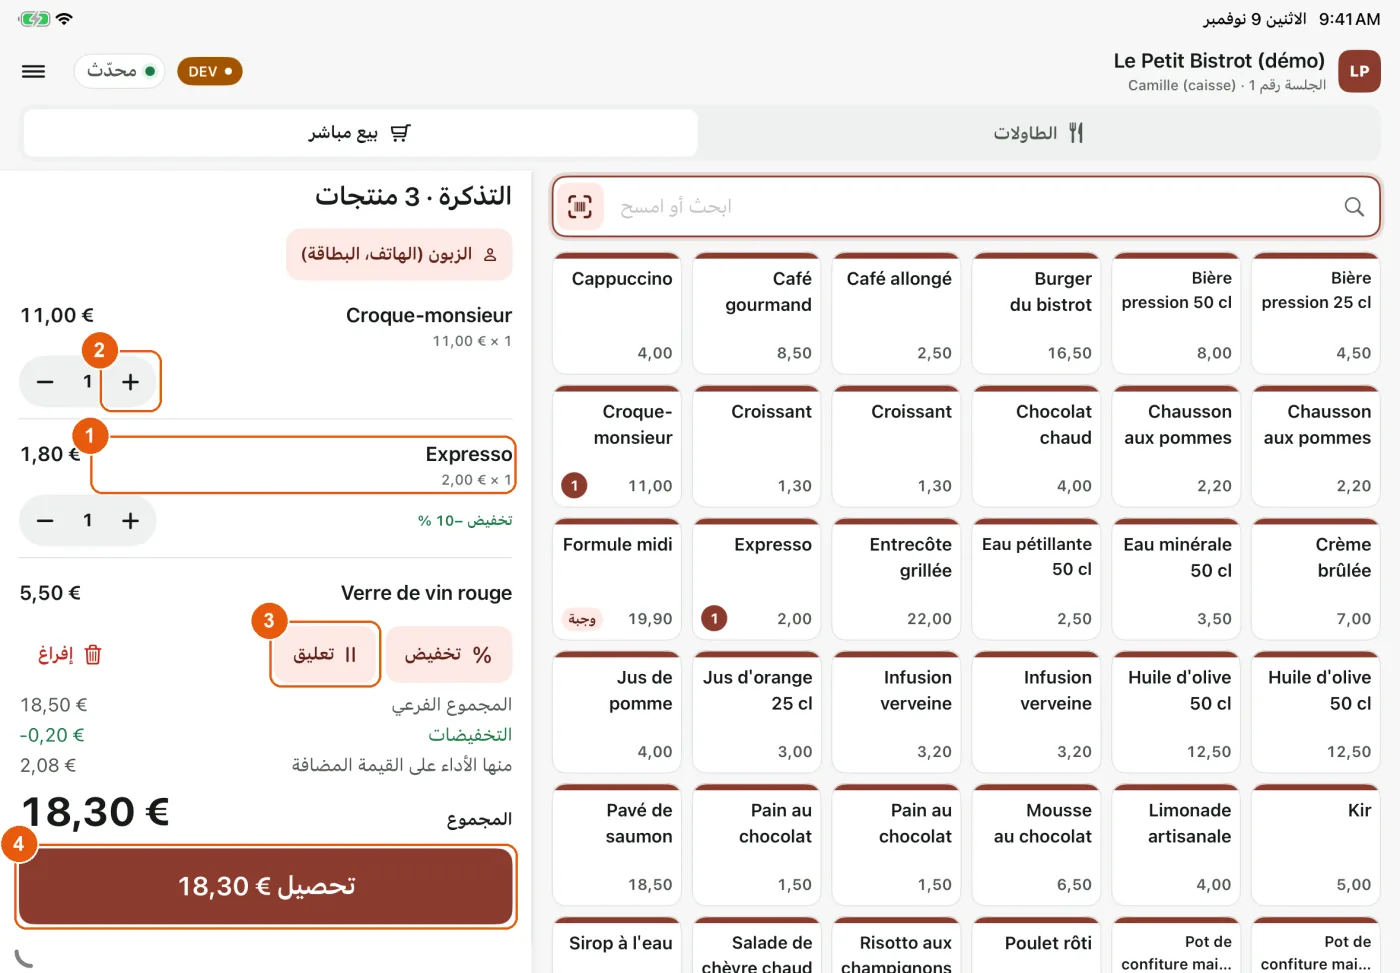 9:41AM الاثنين 9 نوفمبر
LP
Le Petit Bistrot (démo)
الجلسة رقم 1 · Camille (caisse)
محدّث
DEV
الطاولات
بيع مباشر
ابحث أو امسح
التذكرة · 3 منتجات
الزبون (الهاتف، البطاقة)
Croque-monsieur
11,00 €
11,00 € × 1
2
− 1 +
1
Expresso
1,80 €
2,00 € × 1
− 1 +
تخفيض −10 %
Verre de vin rouge
5,50 €
3
% تخفيض
تعليق
إفراغ
المجموع الفرعي
18,50 €
التخفيضات
-0,20 €
منها الأداء على القيمة المضافة
2,08 €
المجموع
18,30 €
4
تحصيل 18,30 €
Bière
pression 25 cl
4,50
Bière
pression 50 cl
8,00
Burger
du bistrot
16,50
Café allongé
2,50
Café
gourmand
8,50
Cappuccino
4,00
Chausson
aux pommes
2,20
Chausson
aux pommes
2,20
Chocolat
chaud
4,00
Croissant
1,30
Croissant
1,30
Croque-
monsieur
11,00
1
Crème
brûlée
7,00
Eau minérale
50 cl
3,50
Eau pétillante
50 cl
2,50
Entrecôte
grillée
22,00
Expresso
2,00
1
Formule midi
19,90
وجبة
Huile d'olive
50 cl
12,50
Huile d'olive
50 cl
12,50
Infusion
verveine
3,20
Infusion
verveine
3,20
Jus d'orange
25 cl
3,00
Jus de
pomme
4,00
Kir
5,00
Limonade
artisanale
4,00
Mousse
au chocolat
6,50
Pain au
chocolat
1,50
Pain au
chocolat
1,50
Pavé de
saumon
18,50
Pot de
confiture mai...
Pot de
confiture mai...
Poulet rôti
Risotto aux
champignons
Salade de
chèvre chaud
Sirop à l'eau